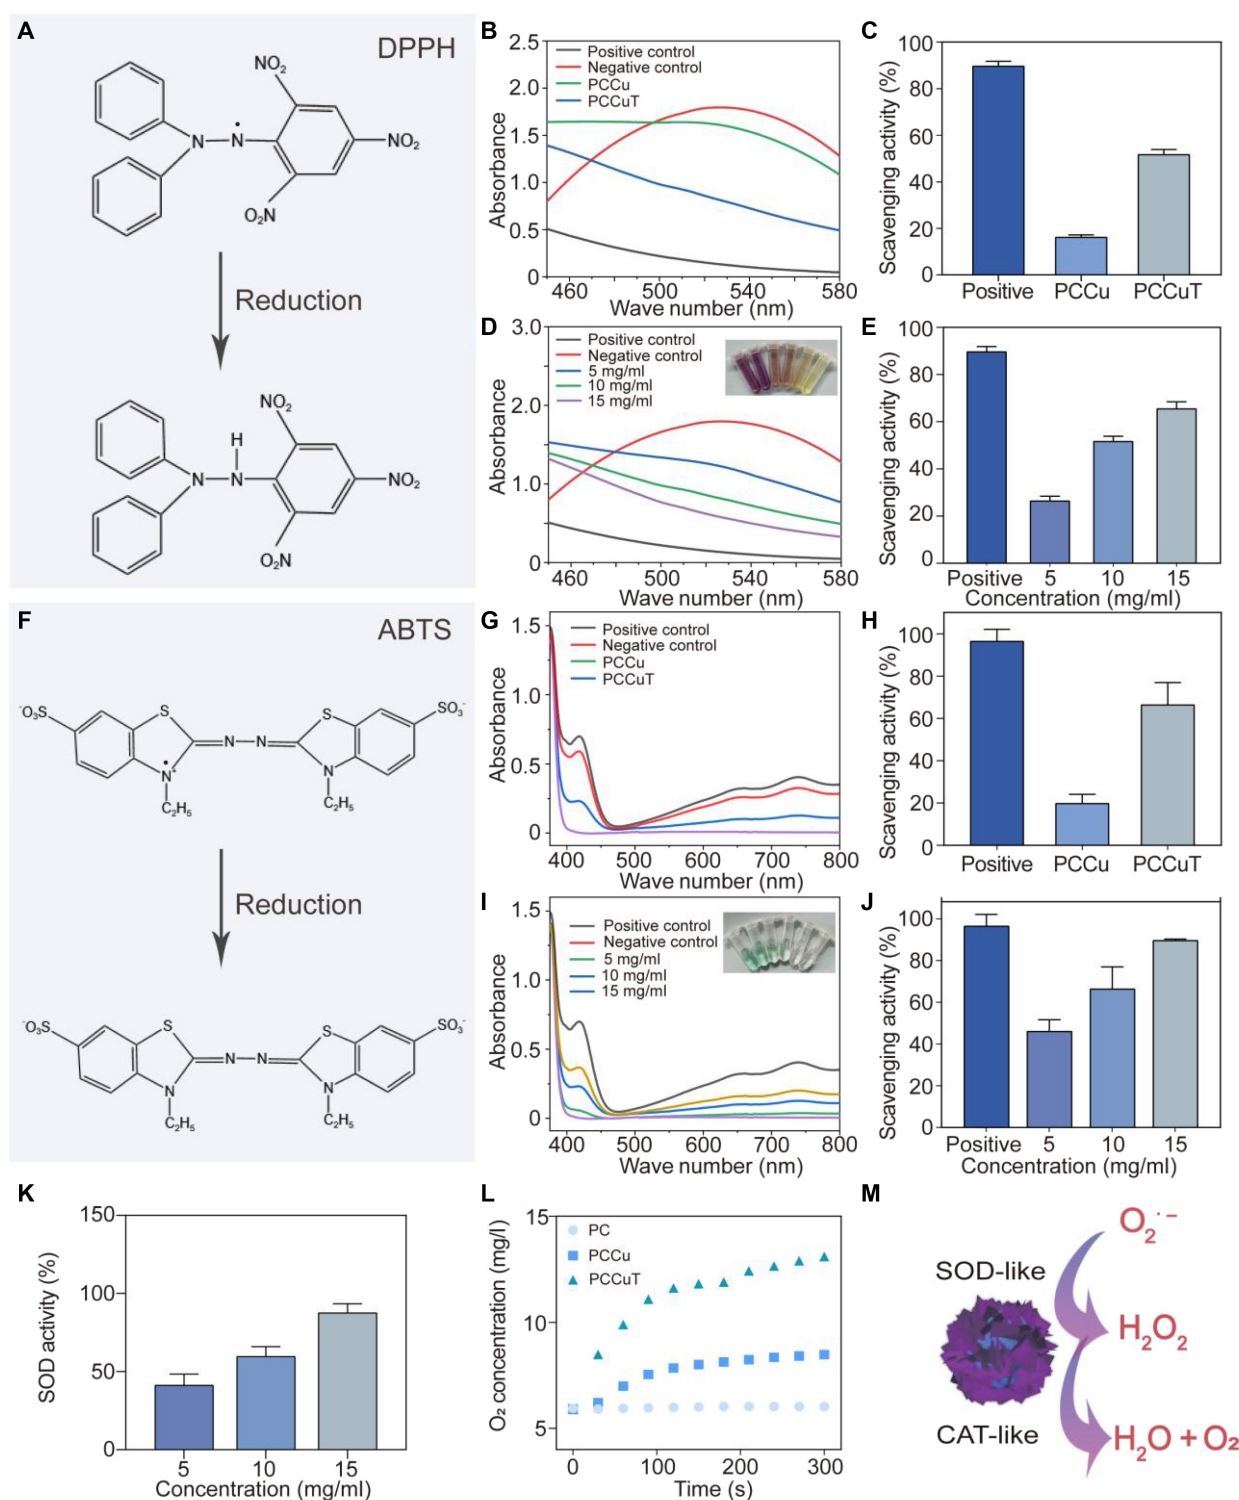 A
DPPH
NO2
N
N
NO2
O2N
Reduction
NO2
H
N
N
NO2
O2N
B
Absorbance
2.5
2.0
1.5
1.0
0.5
0
Positive control
Negative control
PCCu
PCCuT
460
500
540
580
Wave number (nm)
C
Scavenging activity (%)
100
80
60
40
20
0
Positive
PCCu
PCCuT
D
Absorbance
3.0
2.0
1.0
0
Positive control
Negative control
5 mg/ml
10 mg/ml
15 mg/ml
460
500
540
580
Wave number (nm)
E
Scavenging activity (%)
100
80
60
40
20
0
Positive
5
10
15
Concentration (mg/ml)
F
ABTS
-O3S
S
N
N
S
SO3-
N+
N
C2H5
C2H5
Reduction
-O3S
S
N
N
S
SO3-
N
N
C2H5
C2H5
G
Absorbance
1.5
1.0
0.5
0
Positive control
Negative control
PCCu
PCCuT
400
500
600
700
800
Wave number (nm)
H
Scavenging activity (%)
100
80
60
40
20
0
Positive
PCCu
PCCuT
I
Absorbance
1.5
1.0
0.5
0
Positive control
Negative control
5 mg/ml
10 mg/ml
15 mg/ml
400
500
600
700
800
Wave number (nm)
J
Scavenging activity (%)
100
80
60
40
20
0
Positive
5
10
15
Concentration (mg/ml)
K
SOD activity (%)
150
100
50
0
5
10
15
Concentration (mg/ml)
L
O2 concentration (mg/l)
15
10
5
PC
PCCu
PCCuT
0
100
200
300
Time (s)
M
O2·−
SOD-like
H2O2
CAT-like
H2O + O2